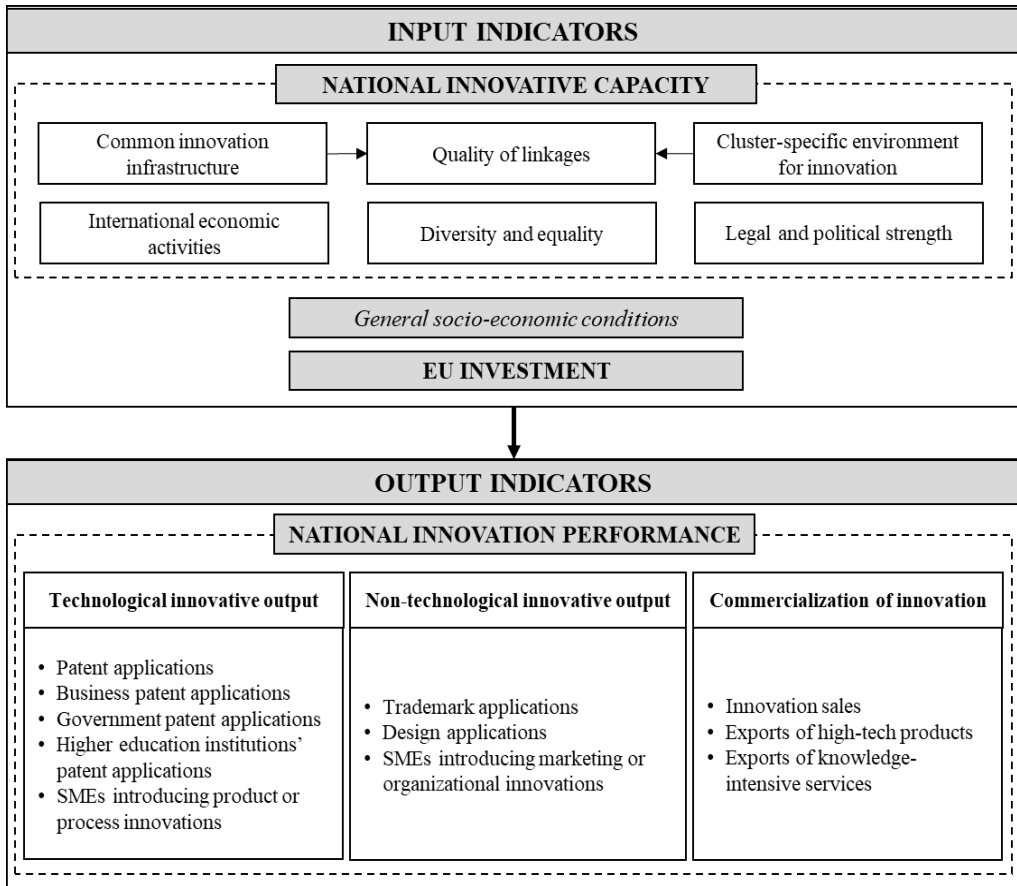 INPUT INDICATORS
NATIONAL INNOVATIVE CAPACITY
Common innovation
infrastructure
Quality of linkages
Cluster-specific environment
for innovation
International economic
activities
Diversity and equality
Legal and political strength
General socio-economic conditions
EU INVESTMENT
OUTPUT INDICATORS
NATIONAL INNOVATION PERFORMANCE
Technological innovative output
• Patent applications
• Business patent applications
• Government patent applications
• Higher education institutions’
patent applications
• SMEs introducing product or
process innovations
Non-technological innovative output
• Trademark applications
• Design applications
• SMEs introducing marketing or
organizational innovations
Commercialization of innovation
• Innovation sales
• Exports of high-tech products
• Exports of knowledge-
intensive services